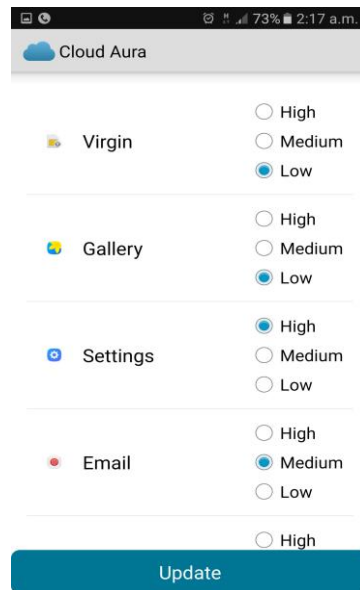 73% 2:17 a.m.
Cloud Aura
High
Virgin
Medium
Low
High
Gallery
Medium
Low
High
Settings
Medium
Low
High
Email
Medium
Low
High
Update